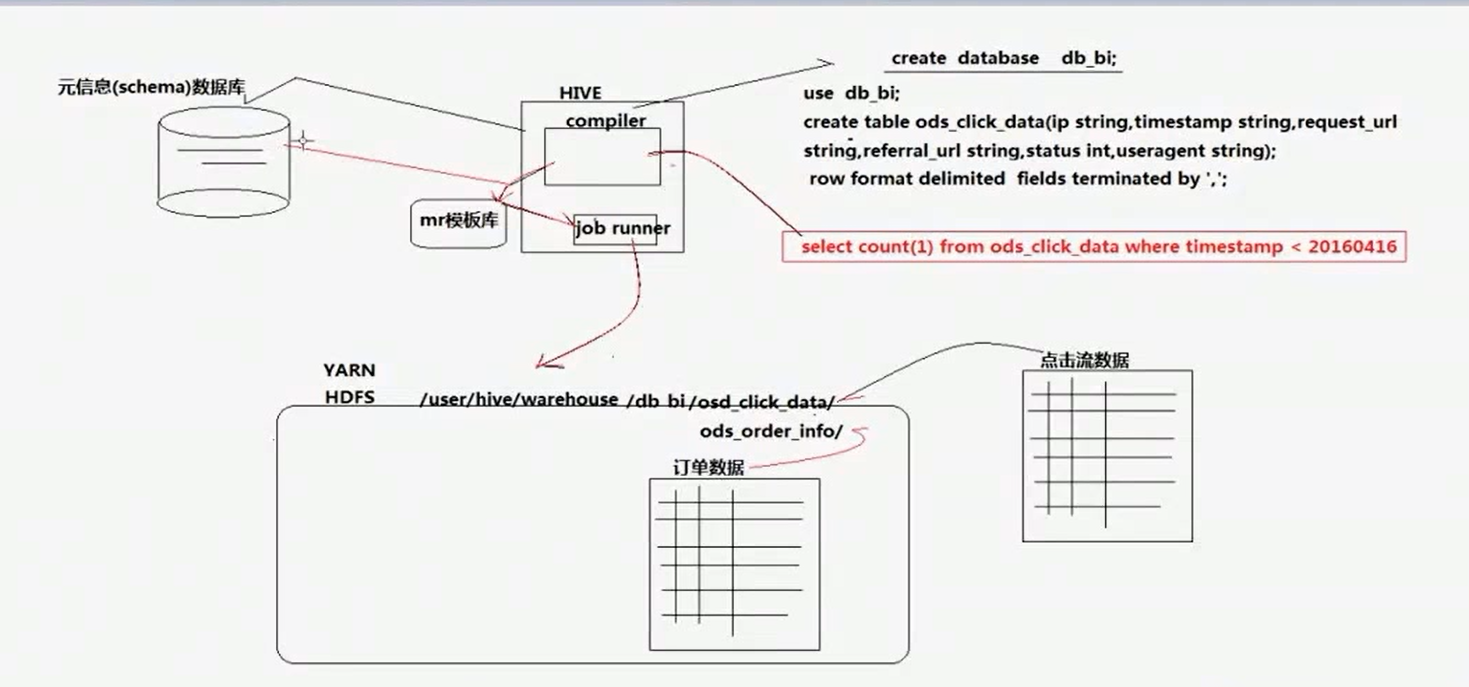 元信息(schema)数据库
HIVE
compiler
mr模板库
job runner
create database db_bi;
use db_bi;
create table ods_click_data(ip string,timestamp string,request_url
string,referral_url string,status int,useragent string);
row format delimited fields terminated by ',';
select count(1) from ods_click_data where timestamp < 20160416
YARN
HDFS
/user/hive/warehouse /db_bi/osd_click_data/
ods_order_info/
订单数据
点击流数据